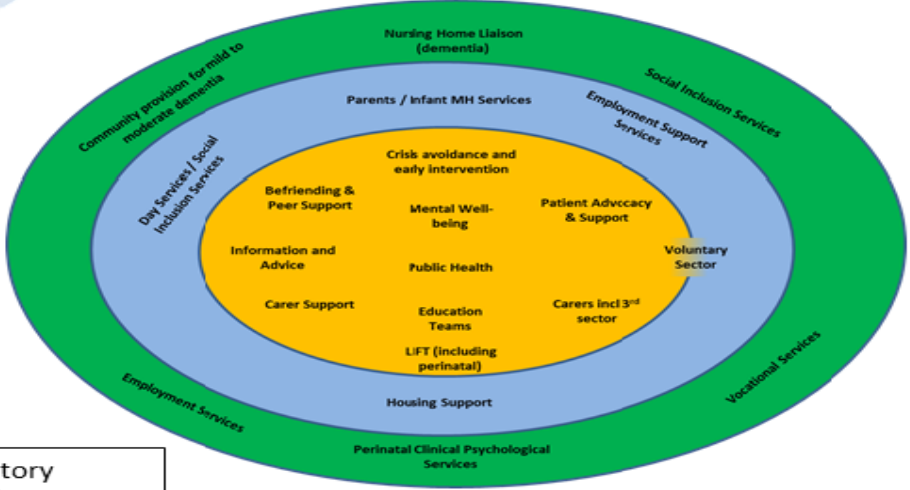 Nursing Home Liaison
(dementia)
Community provision for mild to
moderate dementia
Social Inclusion Services
Parents / Infant MH Services
Employment Support
Services
Day Services / Social
Inclusion Services
Crisis avoidance and
early intervention
Befriending &
Peer Support
Mental Well-
being
Patient Advocacy
& Support
Information and
Advice
Public Health
Voluntary
Sector
Carer Support
Education
Teams
Carers incl 3rd
sector
LIFT (including
perinatal)
Housing Support
Employment Services
Vocational Services
Perinatal Clinical Psychological
Services
tory